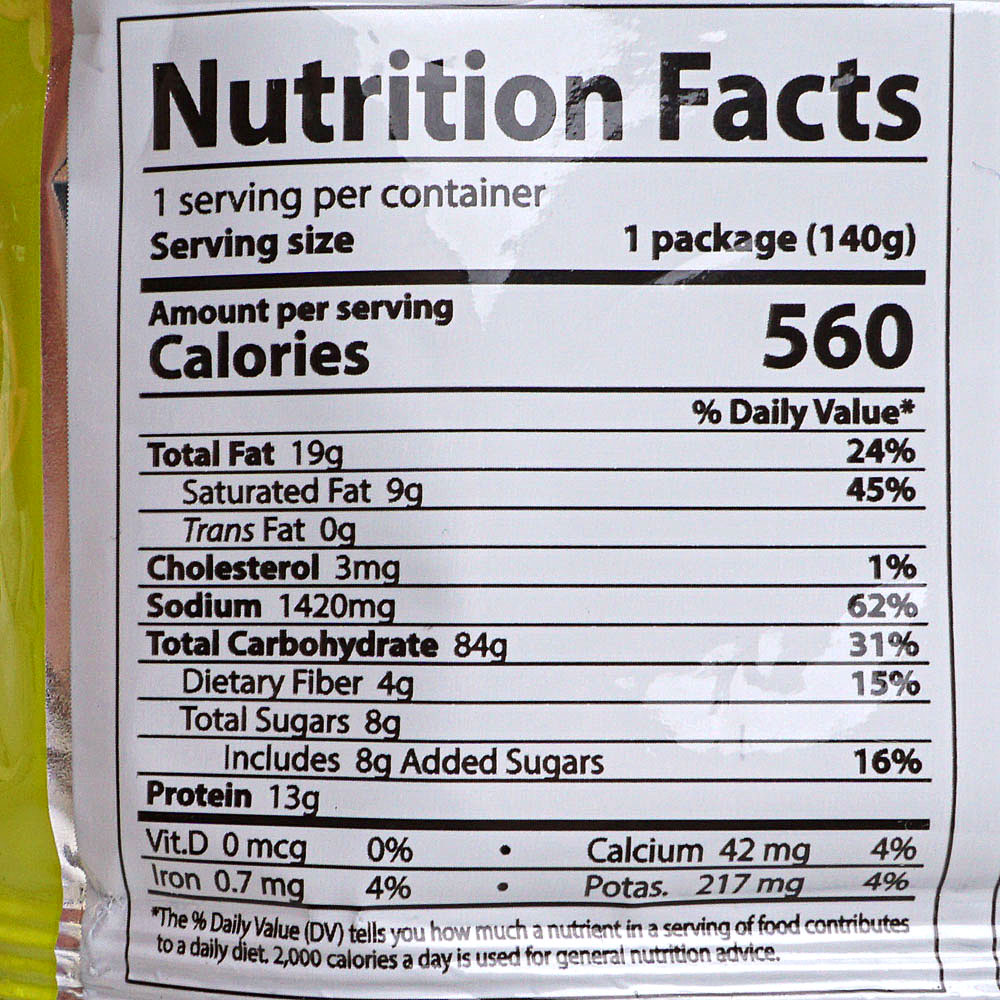 Nutrition Facts
1 serving per container
Serving size 1 package (140g)
Amount per serving
Calories 560
% Daily Value*
Total Fat 19g 24%
Saturated Fat 9g 45%
Trans Fat 0g
Cholesterol 3mg 1%
Sodium 1420mg 62%
Total Carbohydrate 84g 31%
Dietary Fiber 4g 15%
Total Sugars 8g
Includes 8g Added Sugars 16%
Protein 13g
Vit.D 0 mcg 0% • Calcium 42 mg 4%
Iron 0.7 mg 4% • Potas. 217 mg 4%
*The % Daily Value (DV) tells you how much a nutrient in a serving of food contributes
to a daily diet. 2,000 calories a day is used for general nutrition advice.